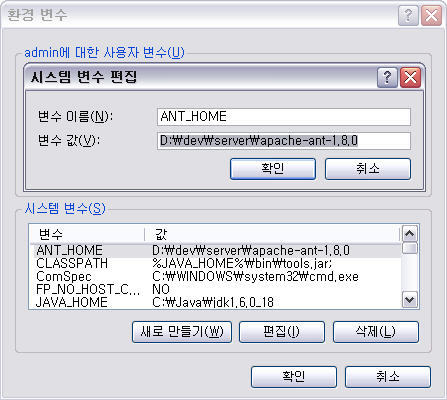 환경 변수
admin에 대한 사용자 변수(U)
시스템 변수 편집
변수 이름(N):
ANT_HOME
변수 값(V):
D:₩dev₩server₩apache-ant-1.8.0
확인
취소
시스템 변수(S)
변수 값
ANT_HOME D:₩dev₩server₩apache-ant-1.8.0
CLASSPATH %JAVA_HOME%₩bin₩tools.jar;
ComSpec C:₩WINDOWS₩system32₩cmd.exe
FP_NO_HOST_C... NO
JAVA_HOME C:₩Java₩jdk1.6.0_18
새로 만들기(W)
편집(I)
삭제(L)
확인
취소